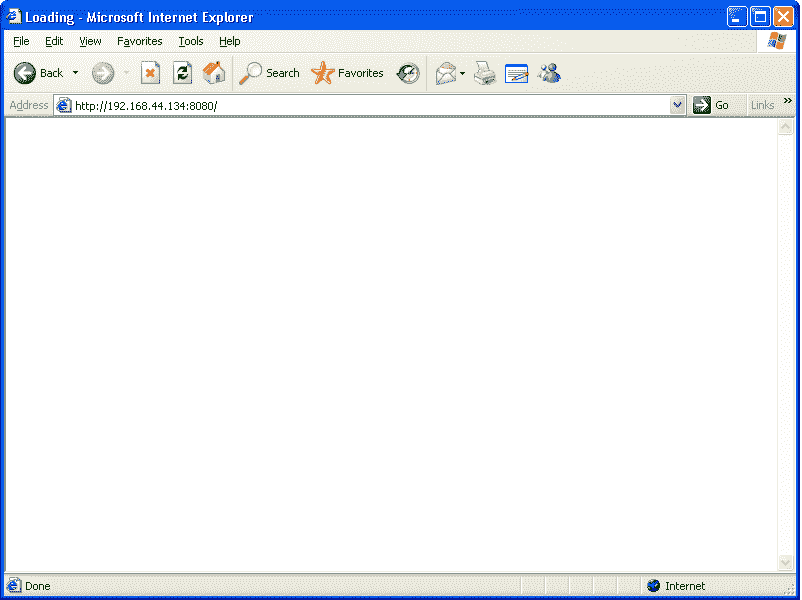 Loading - Microsoft Internet Explorer
File Edit View Favorites Tools Help
Back Search Favorites
Address http://192.168.44.134:8080/ Go Links »
Done Internet